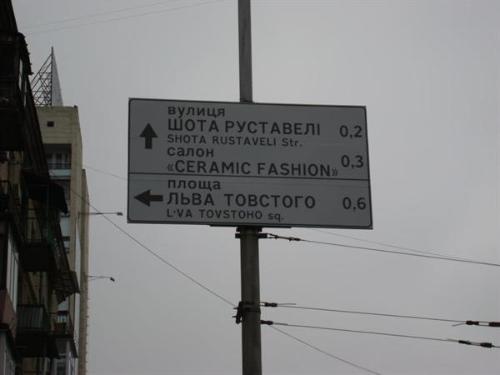 вулиця
ШОТА РУСТАВЕЛІ 0,2
SHOTA RUSTAVELI Str.
салон
«CERAMIC FASHION» 0,3
площа
ЛЬВА ТОВСТОГО 0,6
L'VA TOVSTOHO sq.